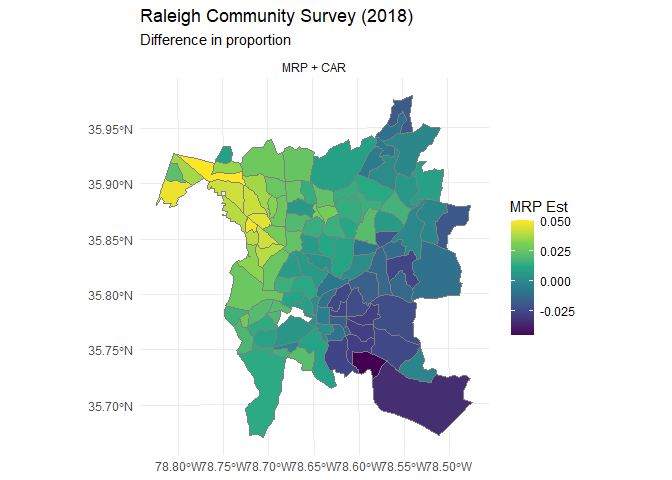 Raleigh Community Survey (2018)
Difference in proportion
MRP + CAR
35.95°N
35.90°N
35.85°N
35.80°N
35.75°N
35.70°N
78.80°W78.75°W78.70°W78.65°W78.60°W78.55°W78.50°W
MRP Est
0.050
0.025
0.000
-0.025